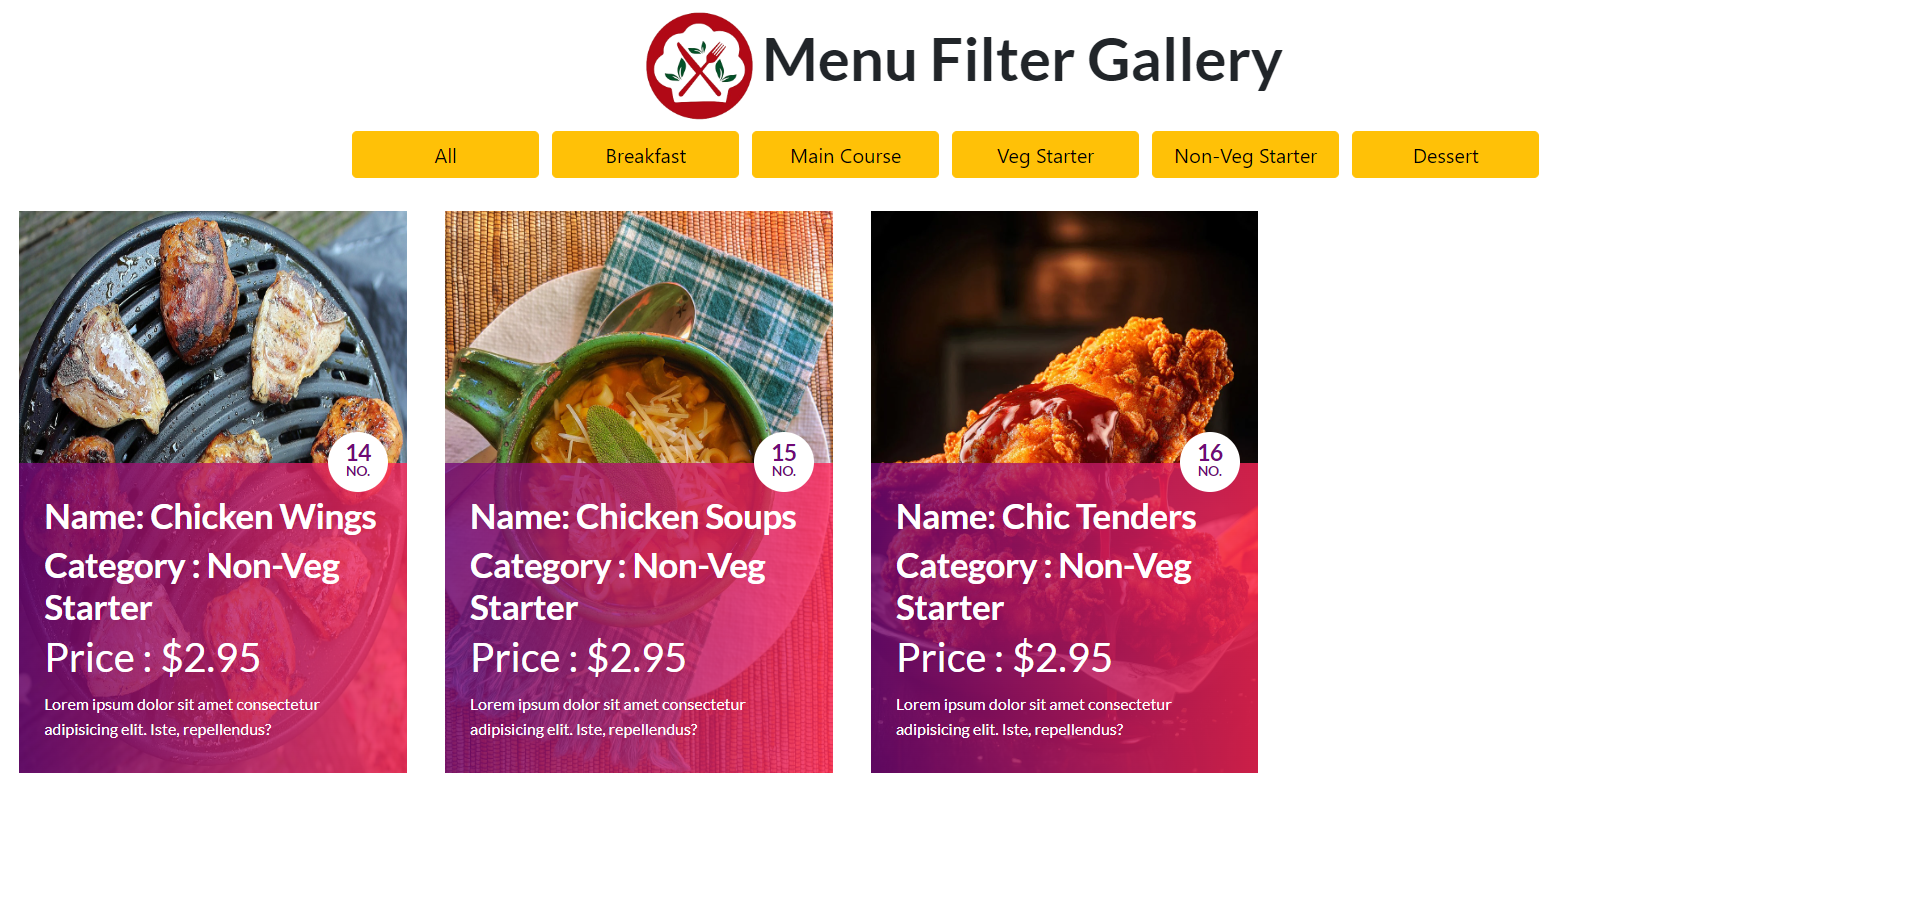 Menu Filter Gallery
All
Breakfast
Main Course
Veg Starter
Non-Veg Starter
Dessert
14
NO.
Name: Chicken Wings
Category : Non-Veg
Starter
Price : $2.95
Lorem ipsum dolor sit amet consectetur
adipisicing elit. Iste, repellendus?
15
NO.
Name: Chicken Soups
Category : Non-Veg
Starter
Price : $2.95
Lorem ipsum dolor sit amet consectetur
adipisicing elit. Iste, repellendus?
16
NO.
Name: Chic Tenders
Category : Non-Veg
Starter
Price : $2.95
Lorem ipsum dolor sit amet consectetur
adipisicing elit. Iste, repellendus?